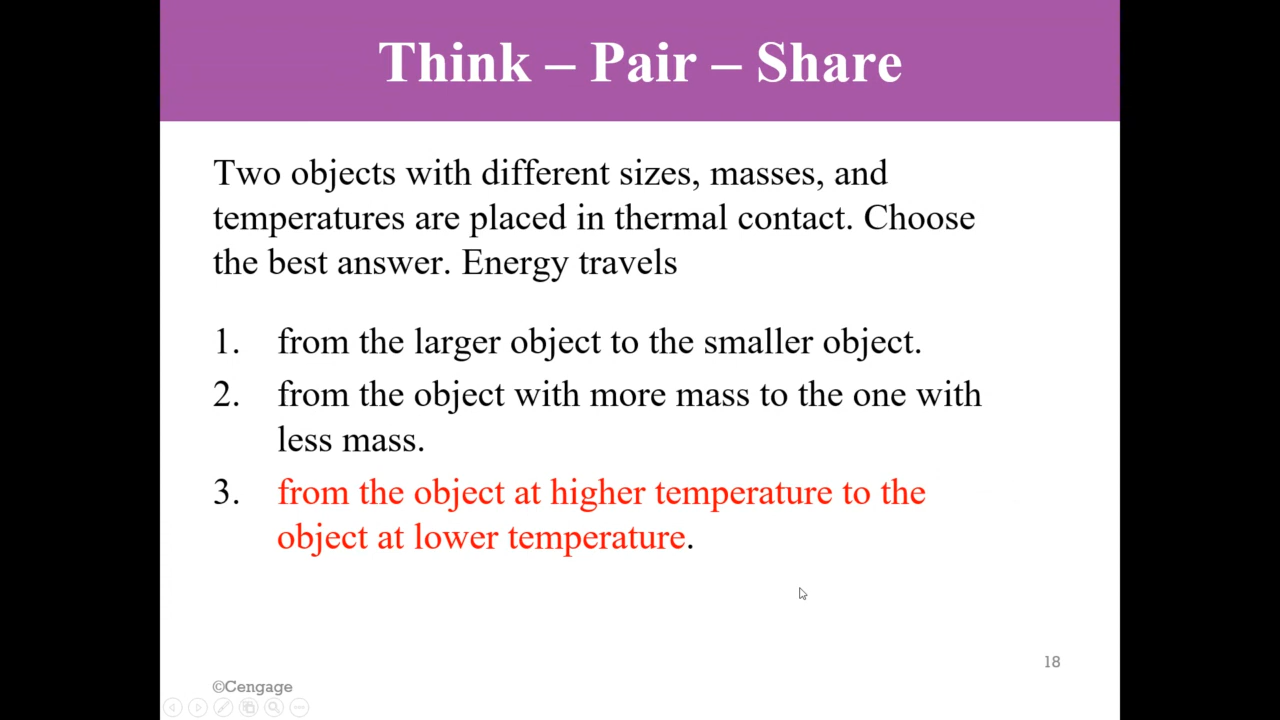 Think – Pair – Share
Two objects with different sizes, masses, and
temperatures are placed in thermal contact. Choose
the best answer. Energy travels
1. from the larger object to the smaller object.
2. from the object with more mass to the one with
less mass.
3. from the object at higher temperature to the
object at lower temperature.
18
©Cengage